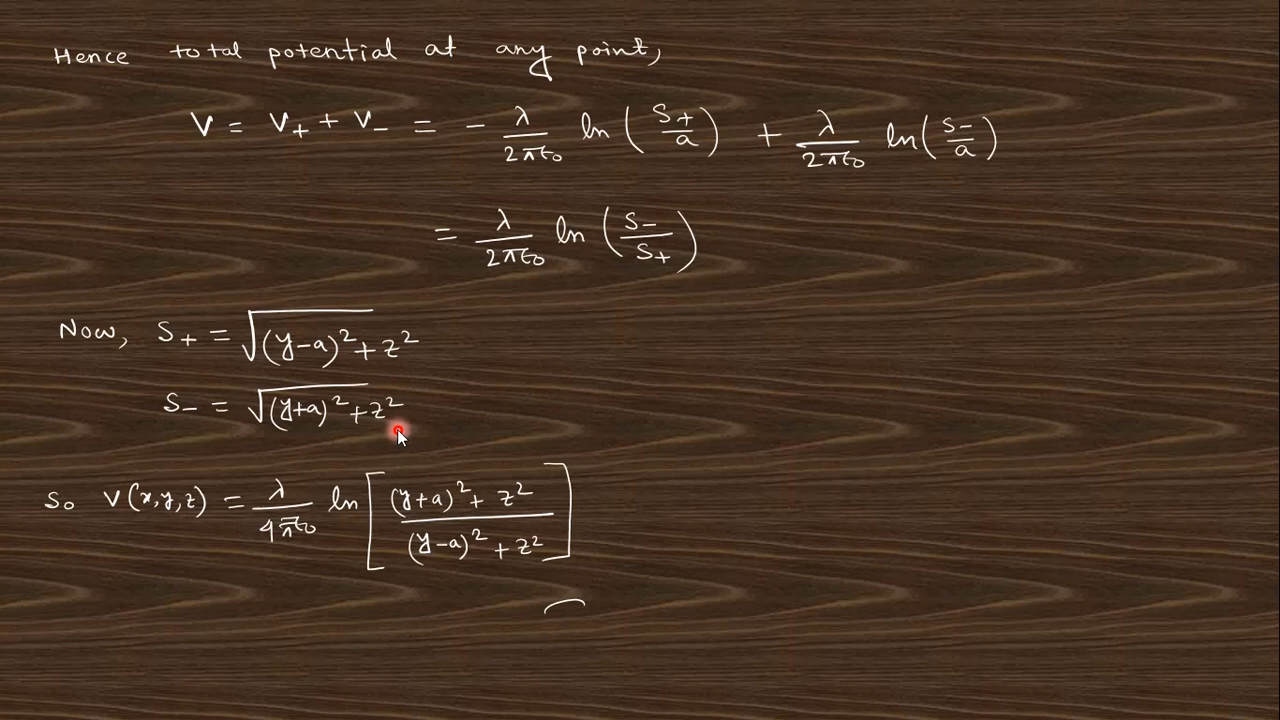 Hence total potential at any point,
V = V₊ + V₋ = - λ/2πε₀ ln (S₊/a) + λ/2πε₀ ln (S₋/a)
= λ/2πε₀ ln (S₋/S₊)
Now, S₊ = √(y-a)² + z²
S₋ = √(y+a)² + z²
So V(x,y,z) = λ/4πε₀ ln [(y+a)² + z² / (y-a)² + z²]